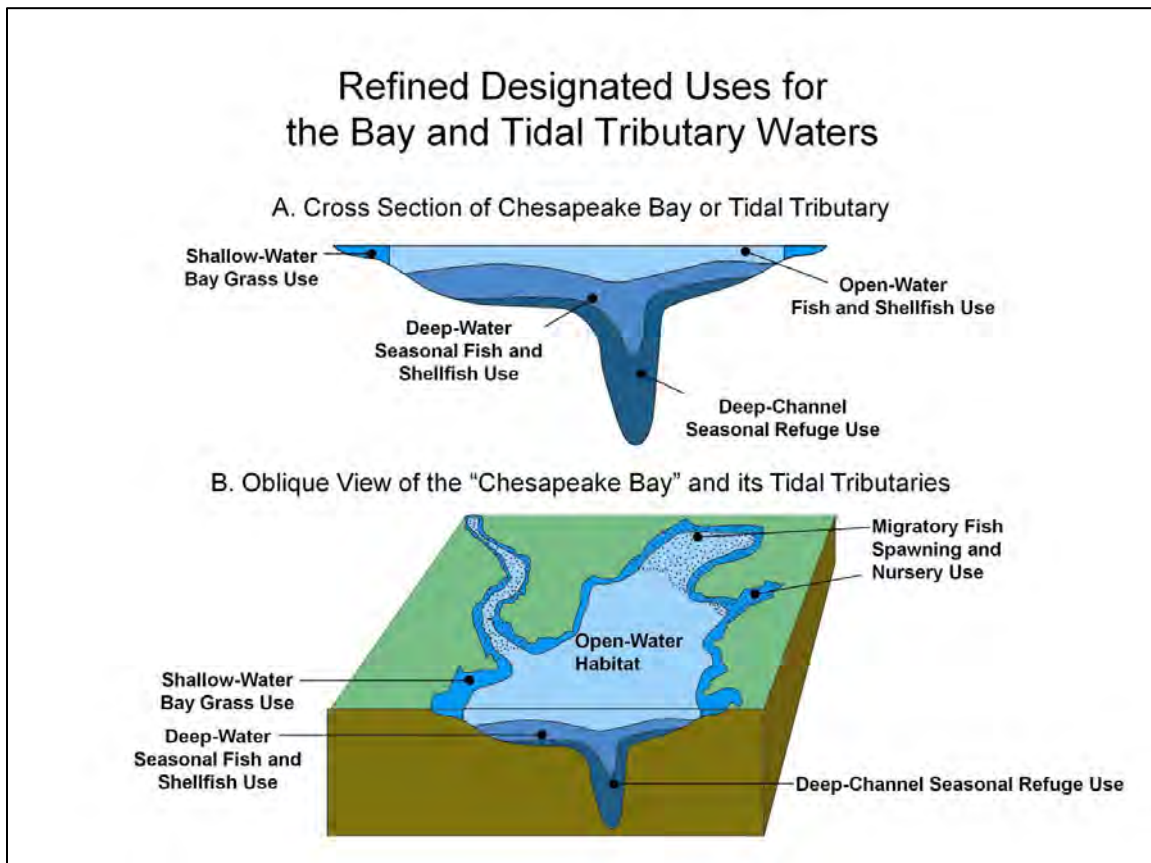 Refined Designated Uses for
the Bay and Tidal Tributary Waters
A. Cross Section of Chesapeake Bay or Tidal Tributary
Shallow-Water
Bay Grass Use
Open-Water
Fish and Shellfish Use
Deep-Water
Seasonal Fish and
Shellfish Use
Deep-Channel
Seasonal Refuge Use
B. Oblique View of the “Chesapeake Bay” and its Tidal Tributaries
Migratory Fish
Spawning and
Nursery Use
Open-Water
Habitat
Shallow-Water
Bay Grass Use
Deep-Water
Seasonal Fish and
Shellfish Use
Deep-Channel Seasonal Refuge Use